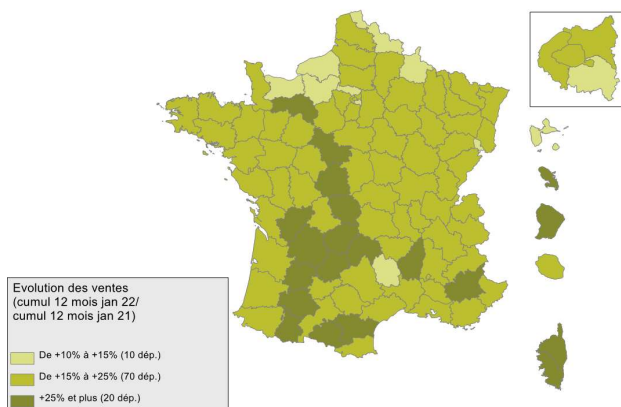 Evolution des ventes
(cumul 12 mois jan 22/
cumul 12 mois jan 21)
De +10% à +15% (10 dép.)
De +15% à +25% (70 dép.)
+25% et plus (20 dép.)